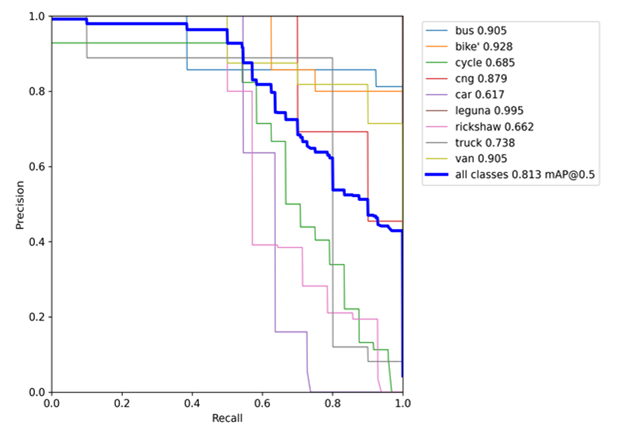 1.0
0.8
0.6
0.4
0.2
0.0
Precision
0.0 0.2 0.4 0.6 0.8 1.0
Recall
bus 0.905
bike' 0.928
cycle 0.685
cng 0.879
car 0.617
leguna 0.995
rickshaw 0.662
truck 0.738
van 0.905
all classes 0.813 mAP@0.5